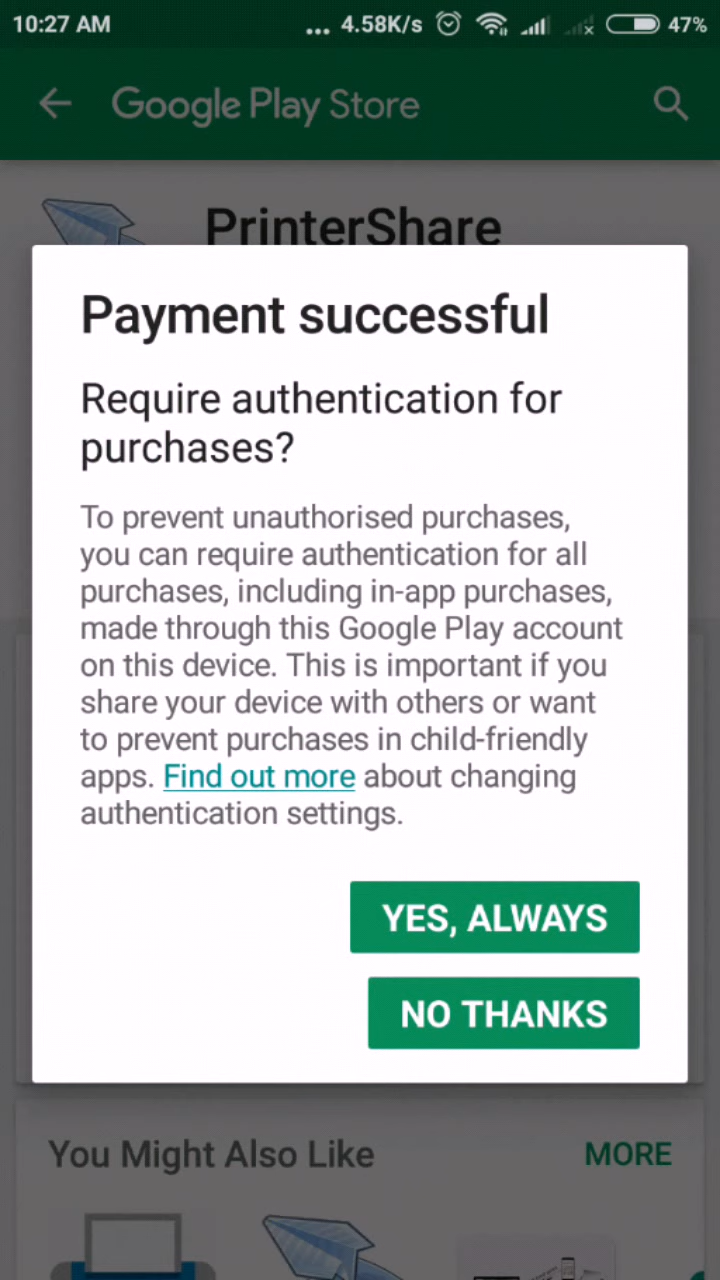 10:27 AM ... 4.58K/s 47%
Google Play Store
PrinterShare
Payment successful
Require authentication for
purchases?
To prevent unauthorised purchases,
you can require authentication for all
purchases, including in-app purchases,
made through this Google Play account
on this device. This is important if you
share your device with others or want
to prevent purchases in child-friendly
apps. Find out more about changing
authentication settings.
YES, ALWAYS
NO THANKS
You Might Also Like MORE